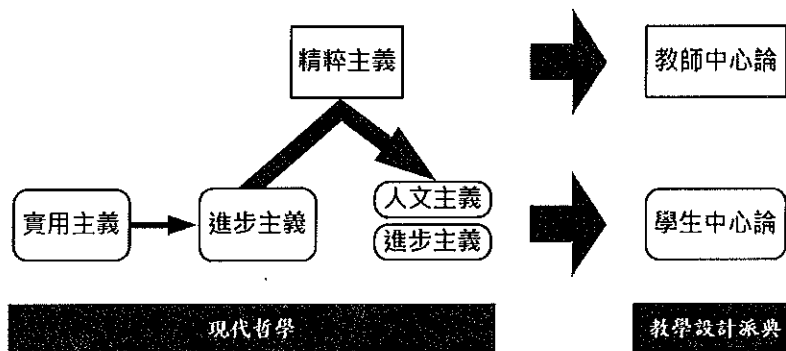 精粹主義
教師中心論
實用主義
進步主義
人文主義
進步主義
學生中心論
現代哲學
教學設計派典